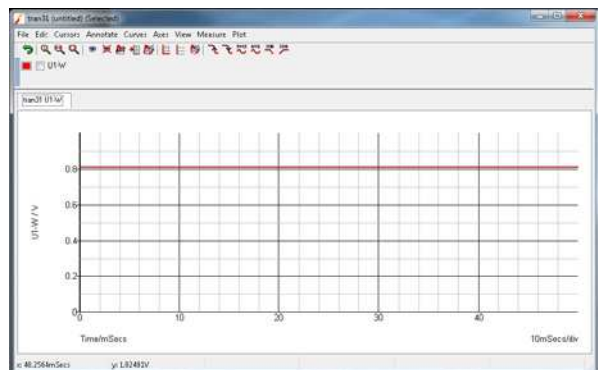 tran31 (untitled) (Selected)
File Edit Cursors Annotate Curves Axes View Measure Plot
U1-W
tran31 U1-W
U1-W / V
0.8
0.6
0.4
0.2
0
0 10 20 30 40
Time/mSecs 10mSecs/div
x: 40.2564mSecs y: 1.02491V